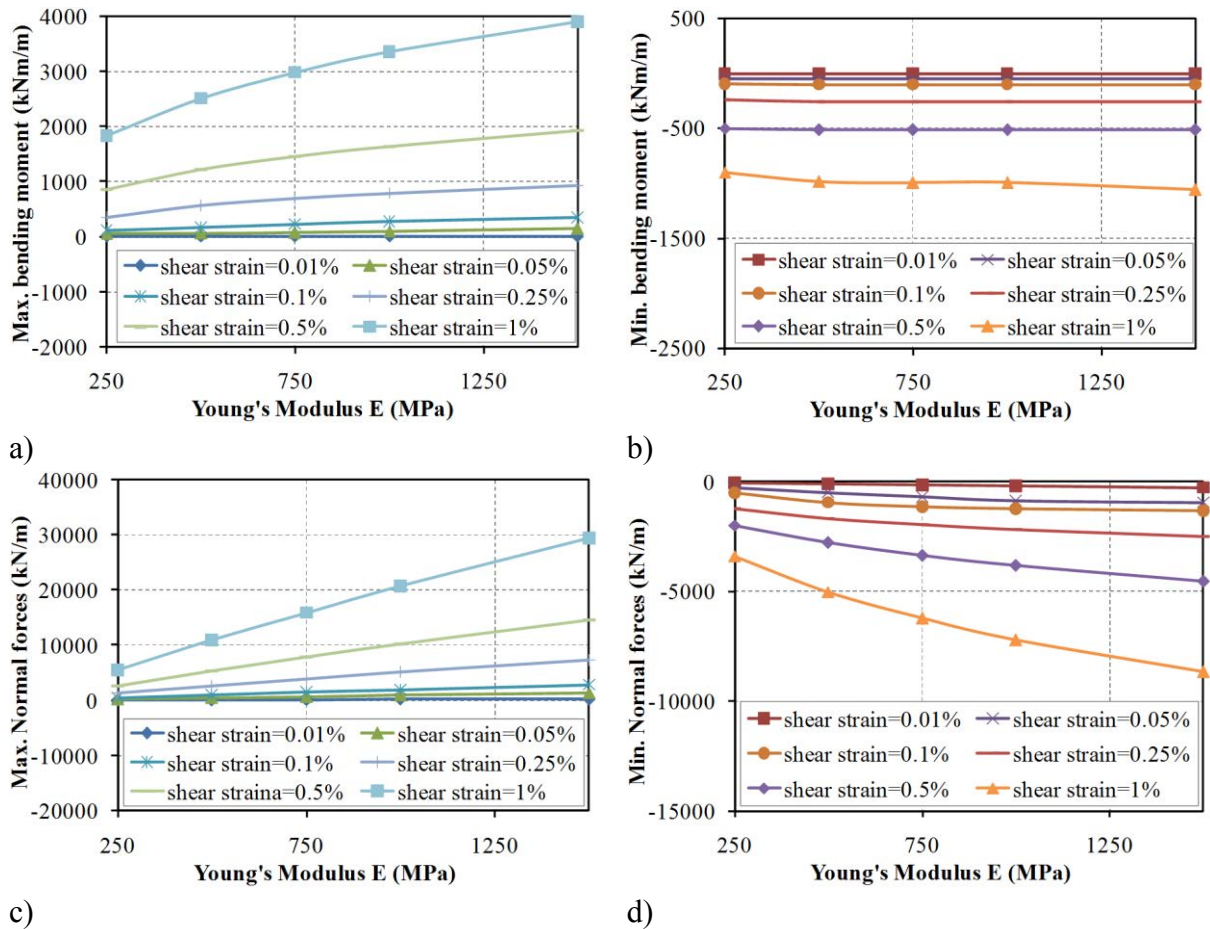 4000
3000
2000
1000
0
-1000
-2000
Max. bending moment (kNm/m)
shear strain=0.01% shear strain=0.05%
shear strain=0.1% shear strain=0.25%
shear strain=0.5% shear strain=1%
250 750 1250
Young's Modulus E (MPa)
a)
500
-500
-1500
-2500
Min. bending moment (kNm/m)
shear strain=0.01% shear strain=0.05%
shear strain=0.1% shear strain=0.25%
shear strain=0.5% shear strain=1%
250 750 1250
Young's Modulus E (MPa)
b)
40000
30000
20000
10000
0
-10000
-20000
Max. Normal forces (kN/m)
shear strain=0.01% shear strain=0.05%
shear strain=0.1% shear strain=0.25%
shear straina=0.5% shear strain=1%
250 750 1250
Young's Modulus E (MPa)
c)
0
-5000
-10000
-15000
Min. Normal forces (kN/m)
shear strain=0.01% shear strain=0.05%
shear strain=0.1% shear strain=0.25%
shear strain=0.5% shear strain=1%
250 750 1250
Young's Modulus E (MPa)
d)